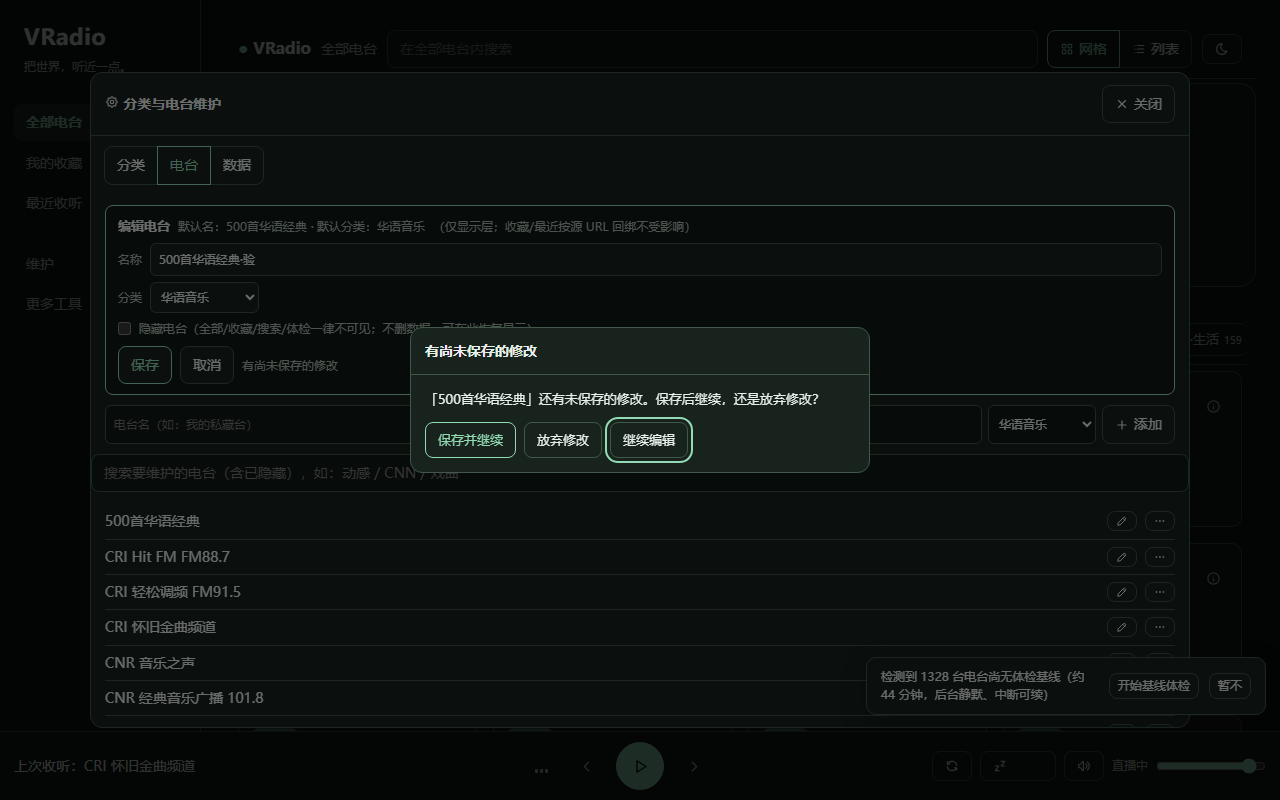 VRadio
把世界，听近一点。
VRadio 全部电台
在全部电台内搜索
网格
列表
全部电台
我的收藏
最近收听
维护
更多工具
分类与电台维护
关闭
分类
电台
数据
编辑电台 默认名：500首华语经典 · 默认分类：华语音乐 （仅显示层；收藏/最近按源 URL 回绑不受影响）
名称 500首华语经典·验
分类 华语音乐
隐藏电台（全部/收藏/搜索/体检一律不可见；不删数据，可在此恢复显示）
保存 取消 有尚未保存的修改
有尚未保存的修改
「500首华语经典」还有未保存的修改。保存后继续，还是放弃修改？
保存并继续 放弃修改 继续编辑
电台名（如：我的私藏台）
华语音乐
添加
搜索要维护的电台（含已隐藏），如：动感 / CNN / 戏曲
500首华语经典
CRI Hit FM FM88.7
CRI 轻松调频 FM91.5
CRI 怀旧金曲频道
CNR 音乐之声
CNR 经典音乐广播 101.8
·生活 159
检测到 1328 台电台尚无体检基线（约
44 分钟，后台静默、中断可续）
开始基线体检 暂不
上次收听：CRI 怀旧金曲频道
直播中